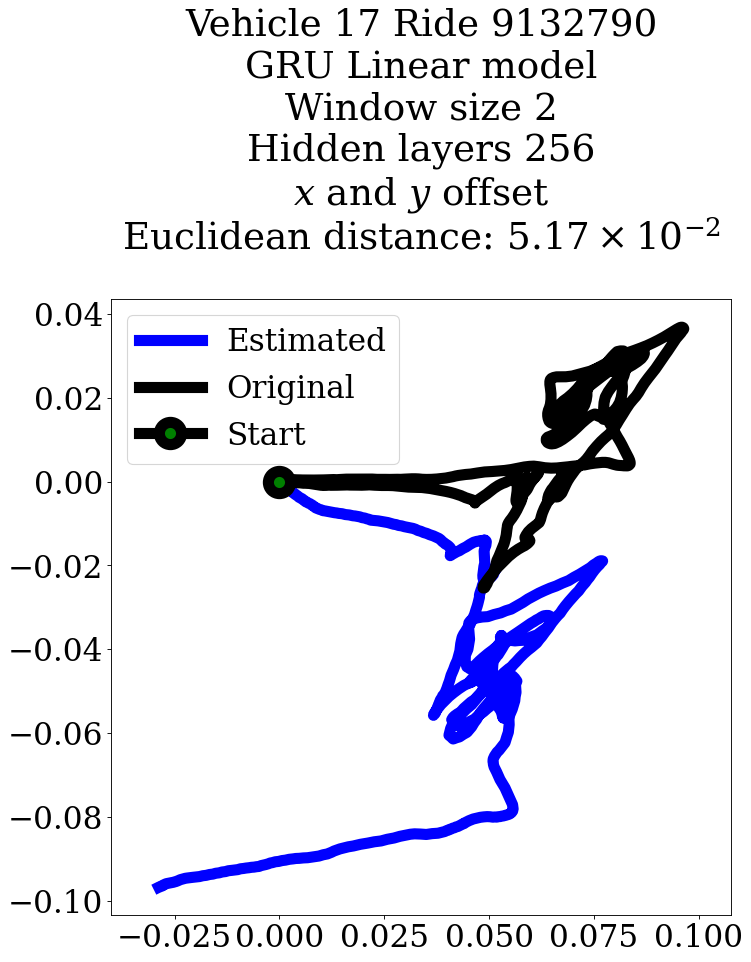 Vehicle 17 Ride 9132790
GRU Linear model
Window size 2
Hidden layers 256
x and y offset
Euclidean distance: 5.17 × 10⁻²
0.04
0.02
0.00
−0.02
−0.04
−0.06
−0.08
−0.10
Estimated
Original
Start
−0.025 0.000 0.025 0.050 0.075 0.100